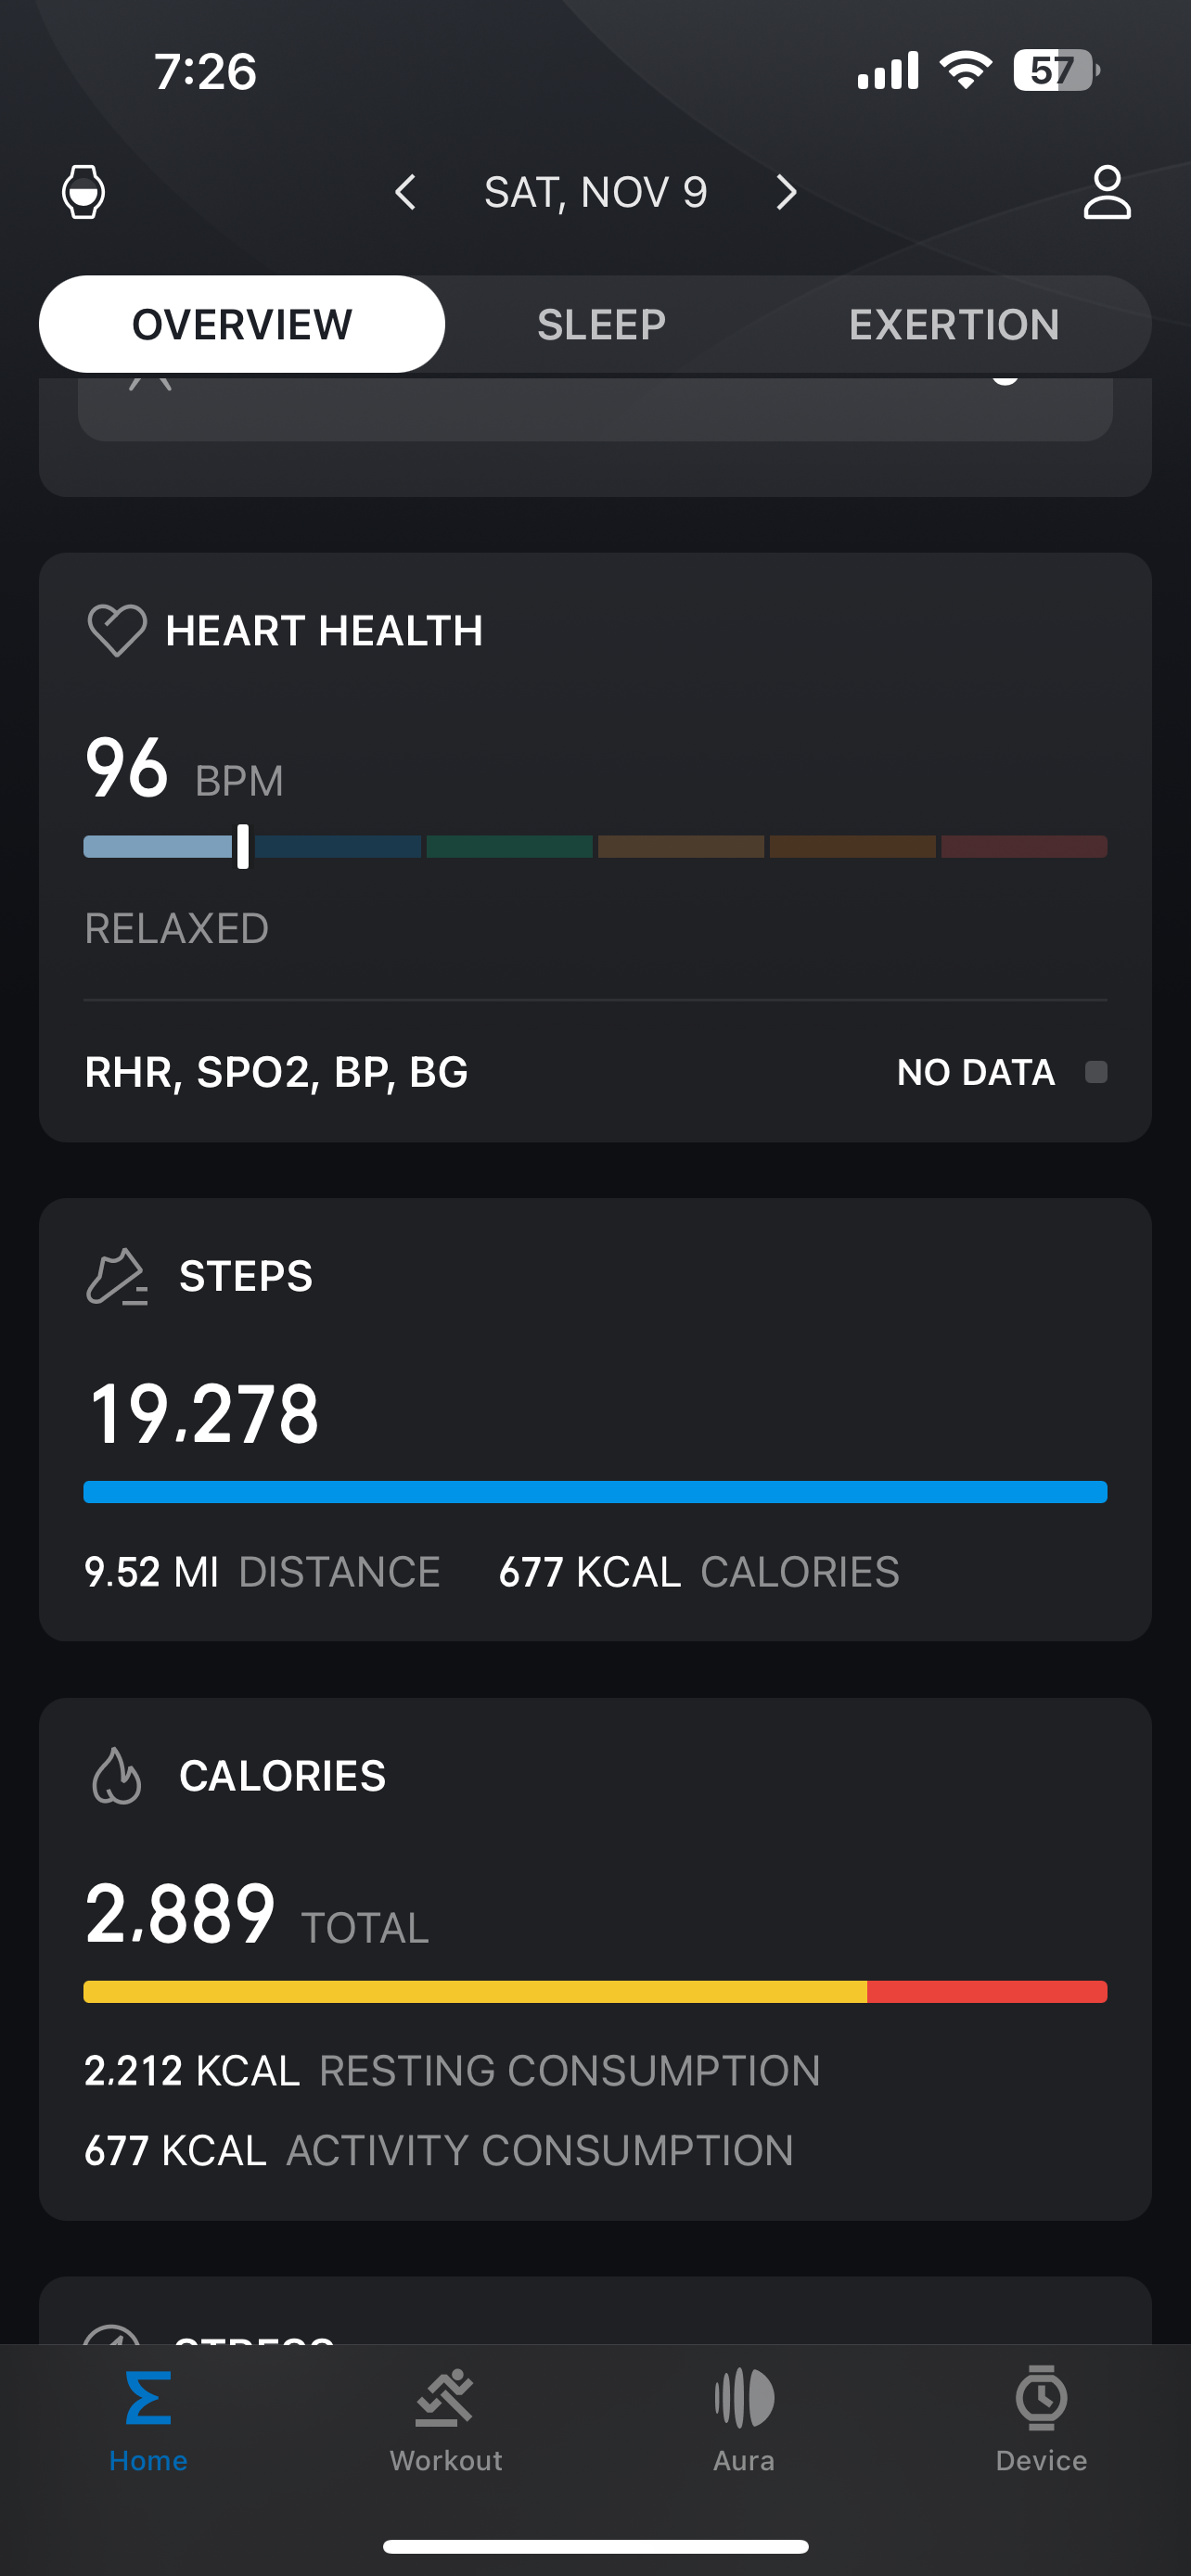 7:26
57
SAT, NOV 9
OVERVIEW SLEEP EXERTION
HEART HEALTH
96 BPM
RELAXED
RHR, SPO2, BP, BG NO DATA
STEPS
19,278
9.52 MI DISTANCE 677 KCAL CALORIES
CALORIES
2,889 TOTAL
2,212 KCAL RESTING CONSUMPTION
677 KCAL ACTIVITY CONSUMPTION
STRESS
Home Workout Aura Device